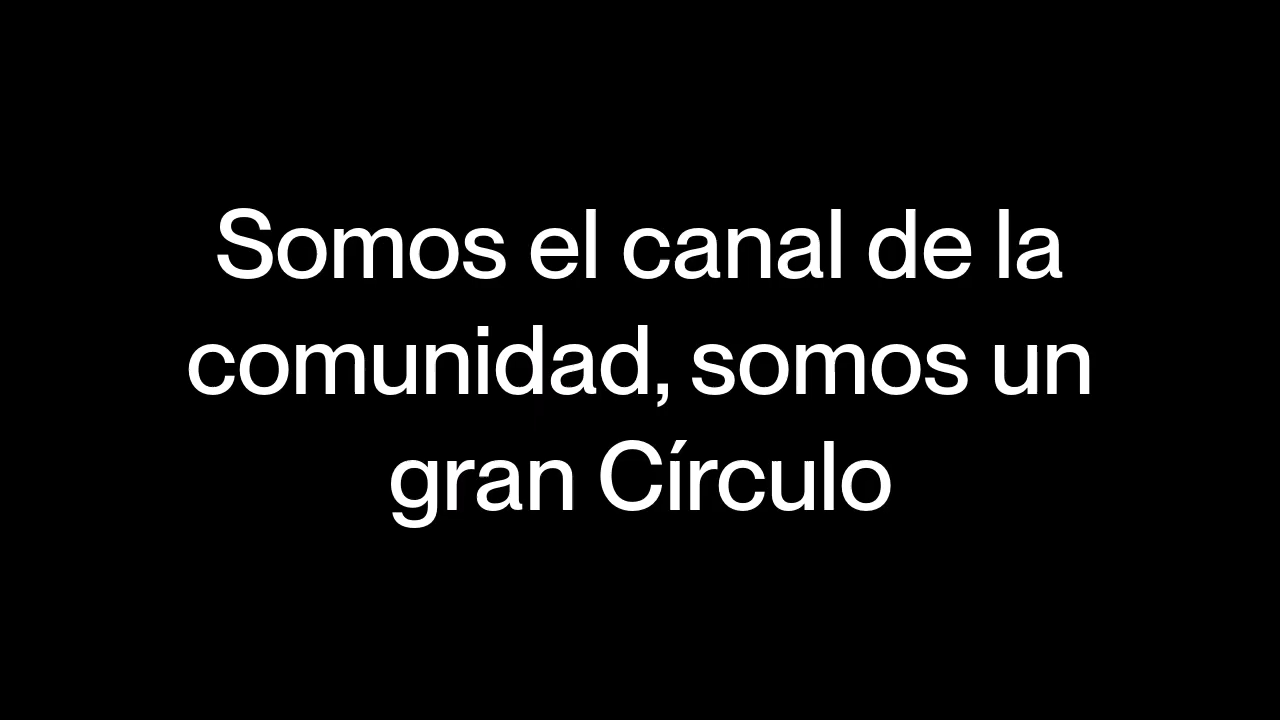 Somos el canal de la
comunidad, somos un
gran Círculo